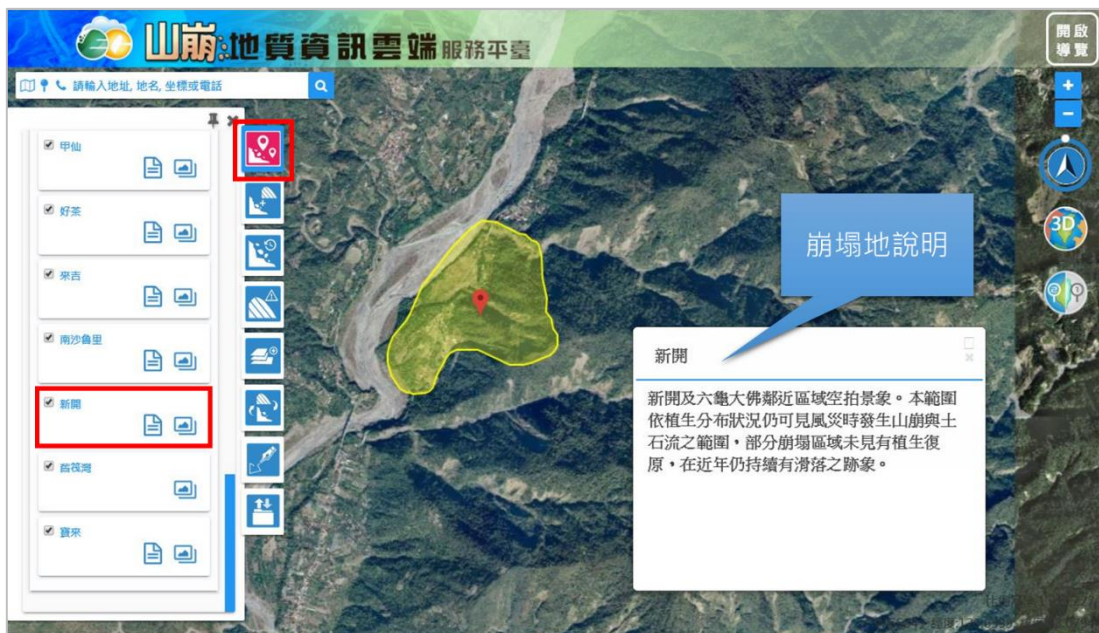 山崩地質資訊雲端服務平臺
開啟
導覽
請輸入地址, 地名, 坐標或電話
甲仙
好茶
來吉
南沙魯里
新開
舊筏灣
寶來
3D
崩塌地說明
新開
新開及六龜大佛鄰近區域空拍景象。本範圍
依植生分布狀況仍可見風災時發生山崩與土
石流之範圍，部分崩塌區域未見有植生復
原，在近年仍持續有滑落之跡象。